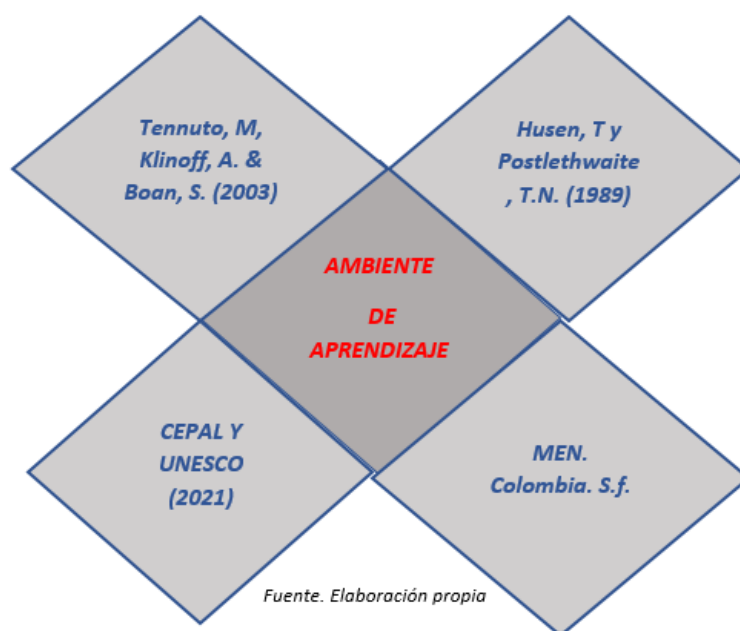 Tennuto, M,
Klinoff, A. &
Boan, S. (2003)
Husen, T y
Postlethwaite
, T.N. (1989)
AMBIENTE
DE
APRENDIZAJE
CEPAL Y
UNESCO
(2021)
MEN.
Colombia. S.f.
Fuente. Elaboración propia